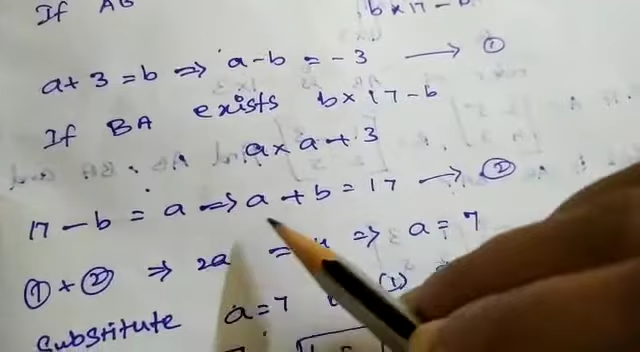 If AB
b×17-b
a+3=b ⇒ a-b=-3 → ①
If BA exists b×17-b
a×a+3
17-b=a ⇒ a+b=17 → ②
①+② ⇒ 2a = ⇒ a=7
Substitute a=7 (1)